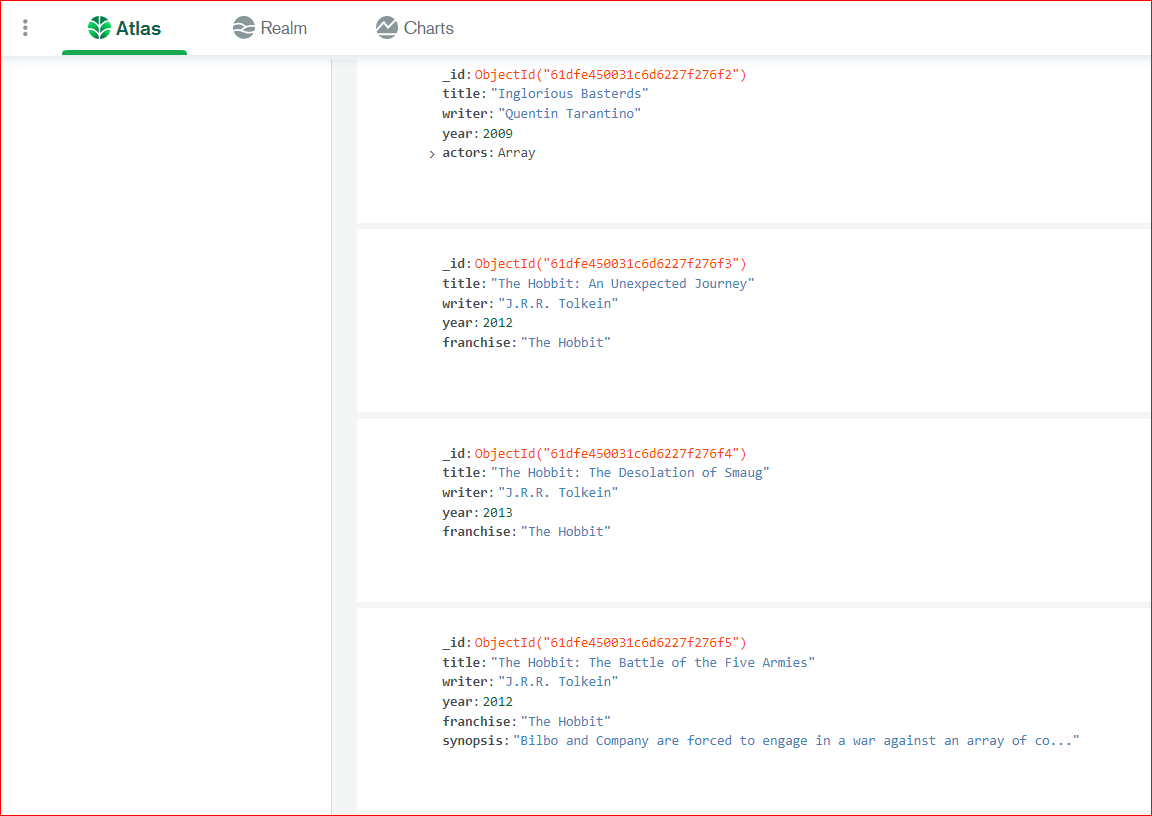 Atlas
Realm
Charts
_id: ObjectId("61dfe450031c6d6227f276f2")
title: "Inglorious Basterds"
writer: "Quentin Tarantino"
year: 2009
> actors: Array
_id: ObjectId("61dfe450031c6d6227f276f3")
title: "The Hobbit: An Unexpected Journey"
writer: "J.R.R. Tolkein"
year: 2012
franchise: "The Hobbit"
_id: ObjectId("61dfe450031c6d6227f276f4")
title: "The Hobbit: The Desolation of Smaug"
writer: "J.R.R. Tolkein"
year: 2013
franchise: "The Hobbit"
_id: ObjectId("61dfe450031c6d6227f276f5")
title: "The Hobbit: The Battle of the Five Armies"
writer: "J.R.R. Tolkein"
year: 2012
franchise: "The Hobbit"
synopsis: "Bilbo and Company are forced to engage in a war against an array of co..."